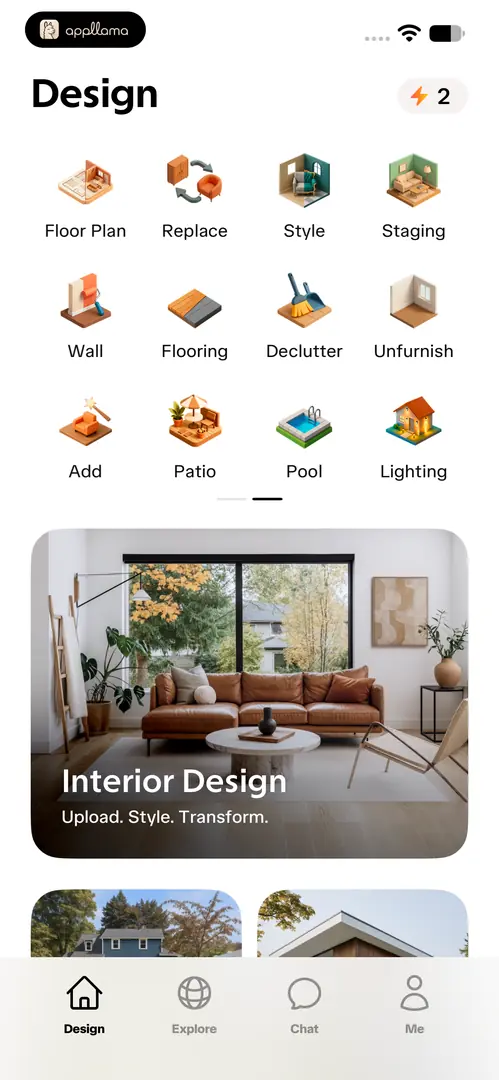 appllama
Design
2
Floor Plan
Replace
Style
Staging
Wall
Flooring
Declutter
Unfurnish
Add
Patio
Pool
Lighting
Interior Design
Upload. Style. Transform.
Design
Explore
Chat
Me